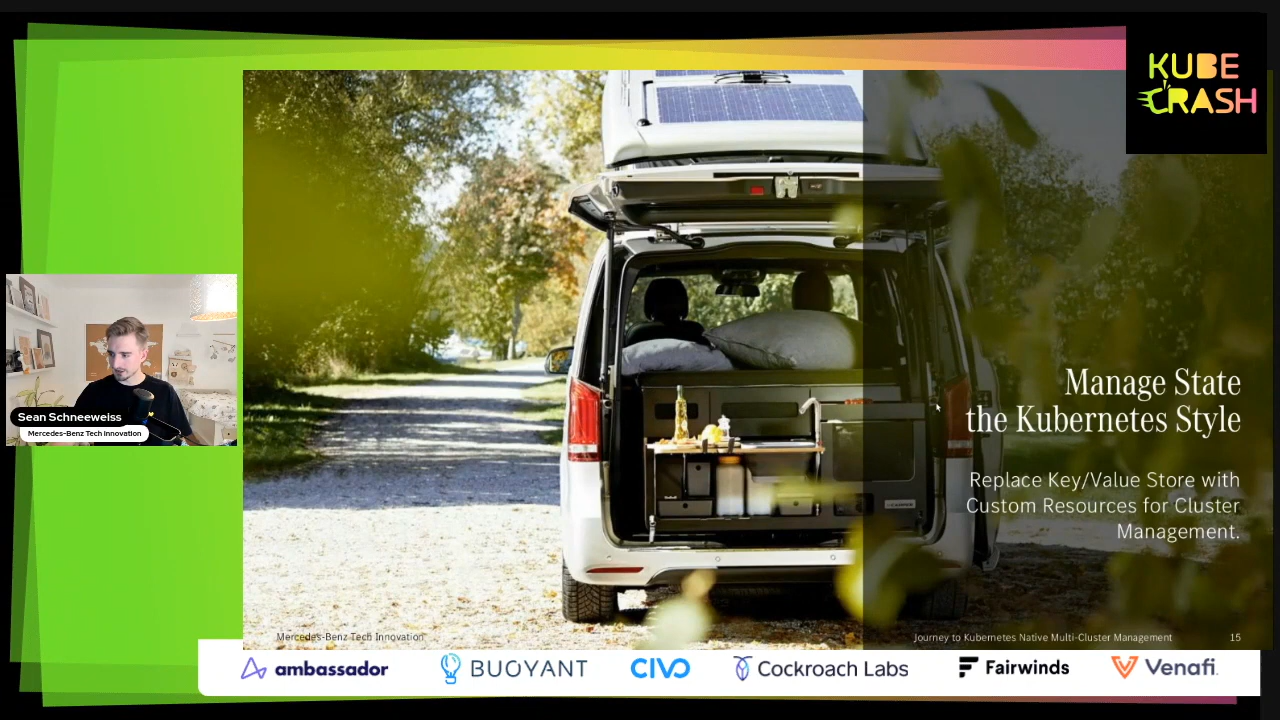 KUBE
CRASH
Sean Schneeweiss
Mercedes-Benz Tech Innovation
Manage State
the Kubernetes Style
Replace Key/Value Store with
Custom Resources for Cluster
Management.
Mercedes-Benz Tech Innovation
Journey to Kubernetes Native Multi-Cluster Management
15
ambassador
BUOYANT
CIVO
Cockroach Labs
Fairwinds
Venafi